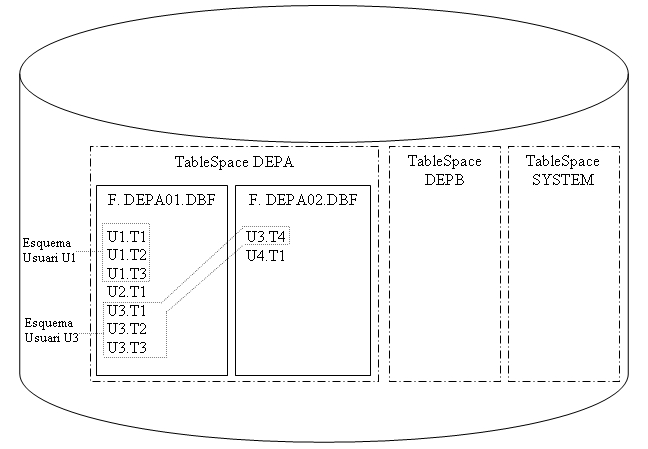 TableSpace DEPA
F. DEPA01.DBF
U1.T1
U1.T2
U1.T3
U2.T1
U3.T1
U3.T2
U3.T3
F. DEPA02.DBF
U3.T4
U4.T1
TableSpace
DEPB
TableSpace
SYSTEM
Esquema
Usuari U1
Esquema
Usuari U3